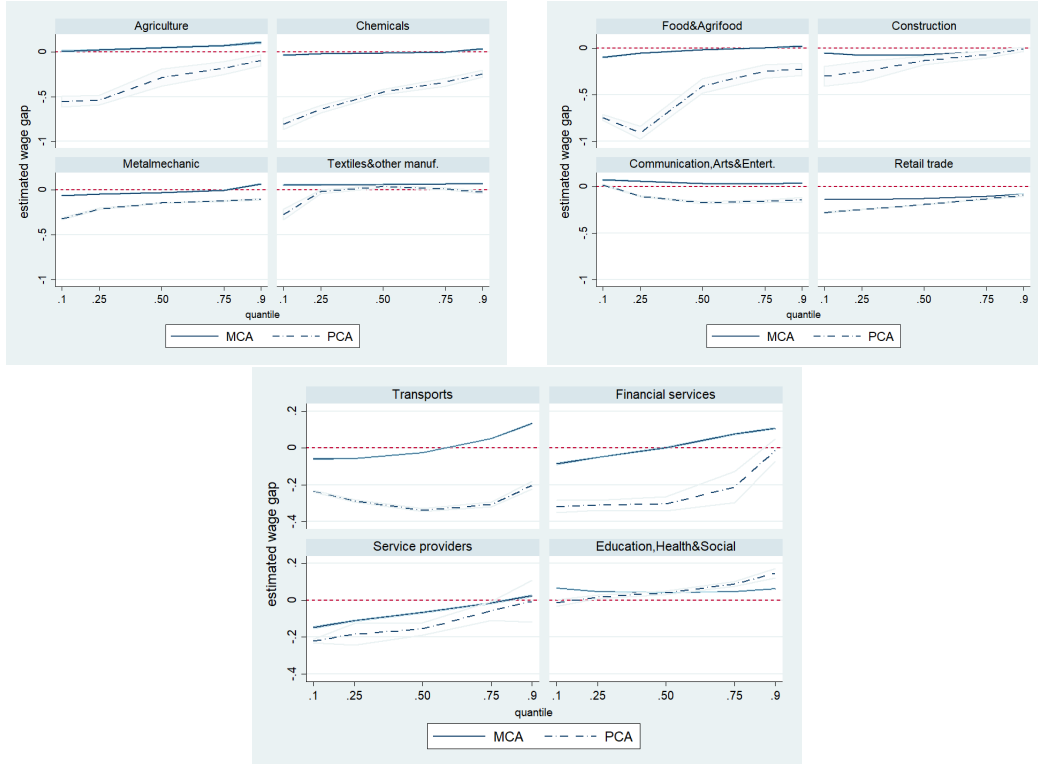 Agriculture
Chemicals
0
-.5
-1
Metalmechanic
Textiles&other manuf.
0
-.5
-1
estimated wage gap
.1 .25 .50 .75 .9 .1 .25 .50 .75 .9
quantile
MCA PCA
Food&Agrifood
Construction
0
-.5
-1
Communication,Arts&Entert.
Retail trade
0
-.5
-1
estimated wage gap
.1 .25 .50 .75 .9 .1 .25 .50 .75 .9
quantile
MCA PCA
Transports
Financial services
.2
0
-.2
-.4
Service providers
Education,Health&Social
.2
0
-.2
-.4
estimated wage gap
.1 .25 .50 .75 .9 .1 .25 .50 .75 .9
quantile
MCA PCA